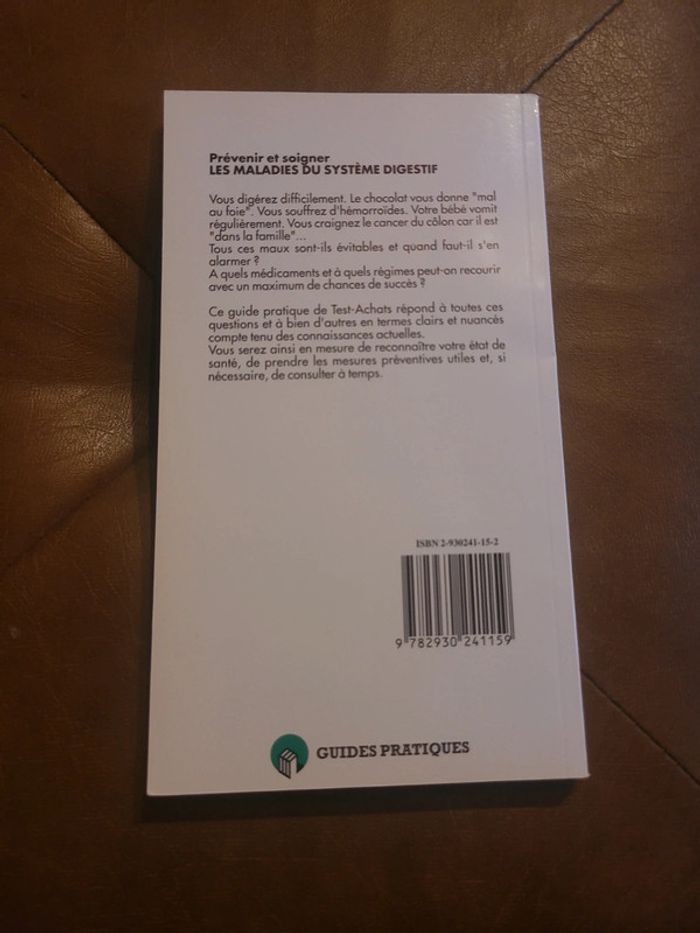 Prévenir et soigner
LES MALADIES DU SYSTÈME DIGESTIF
Vous digérez difficilement. Le chocolat vous donne "mal
au foie". Vous souffrez d'hémorroïdes. Votre bébé vomit
régulièrement. Vous craignez le cancer du côlon car il est
"dans la famille"...
Tous ces maux sont-ils évitables et quand faut-il s'en
alarmer ?
A quels médicaments et à quels régimes peut-on recourir
avec un maximum de chances de succès ?
Ce guide pratique de Test-Achats répond à toutes ces
questions et à bien d'autres en termes clairs et nuancés
compte tenu des connaissances actuelles.
Vous serez ainsi en mesure de reconnaître votre état de
santé, de prendre les mesures préventives utiles et, si
nécessaire, de consulter à temps.
ISBN 2-930241-15-2
9 782930 241159
GUIDES PRATIQUES